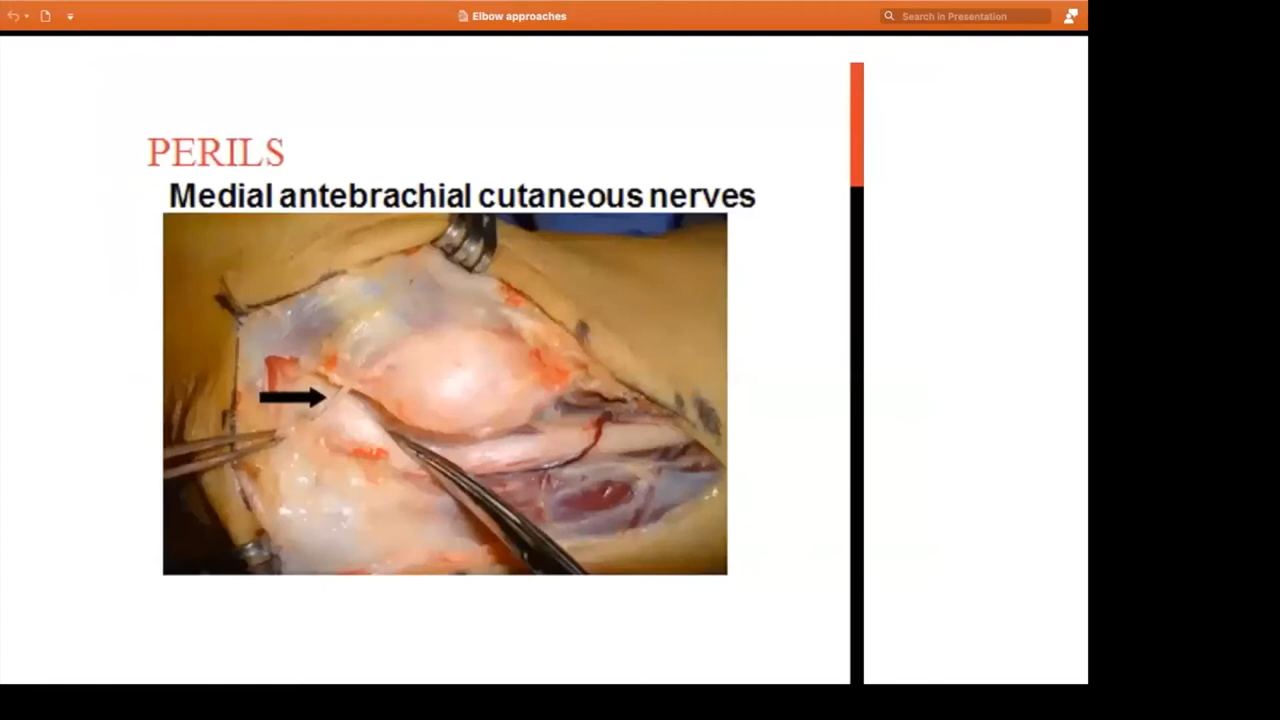 Elbow approaches
Search in Presentation
PERILS
Medial antebrachial cutaneous nerves